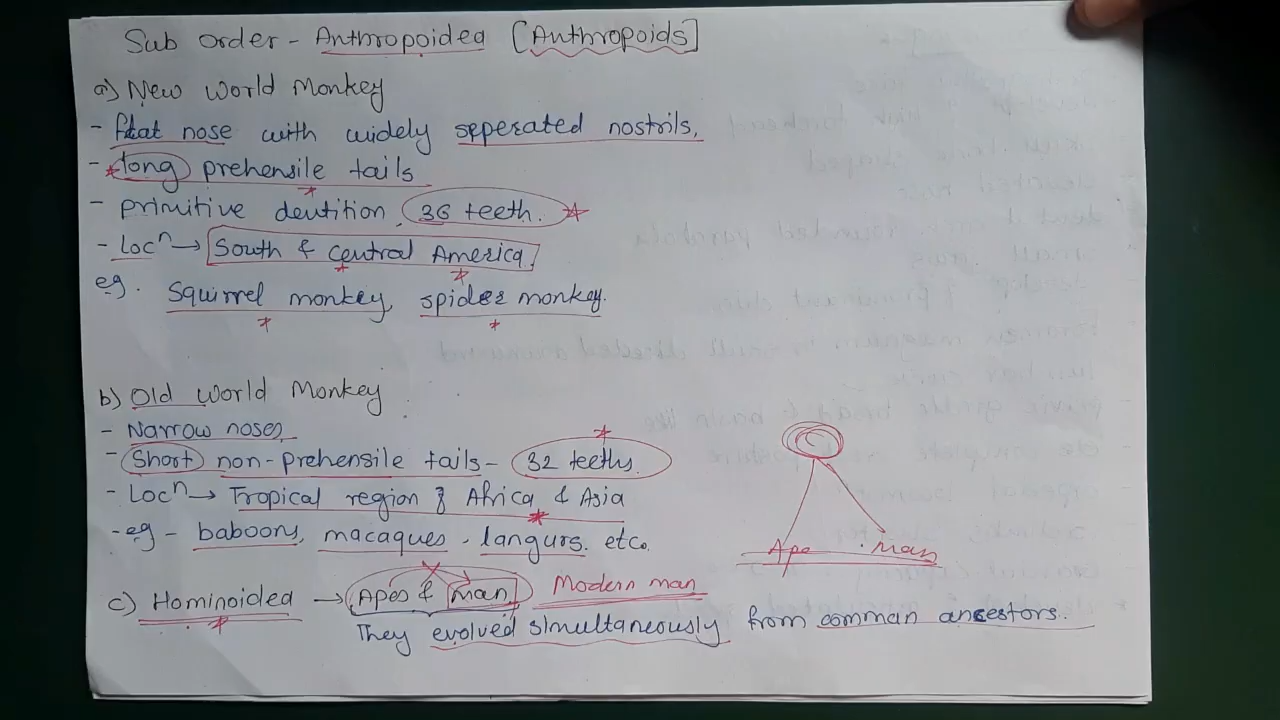 Sub Order - Anthropoidea [Anthropoids]
a) New World Monkey
- flat nose with widely seperated nostrils,
- long prehensile tails
- primitive dentition, 36 teeth.
- Locⁿ → South & Central America,
eg. Squirrel monkey, spider monkey.
b) Old World Monkey
- Narrow noses,
- Short non-prehensile tails - 32 teeths.
- Locⁿ → Tropical region of Africa & Asia
- eg - baboons, macaques, langurs. etc.
Ape Man
c) Hominoidea → Apes & man Modern man
They evolved simultaneously from comman ancestors.